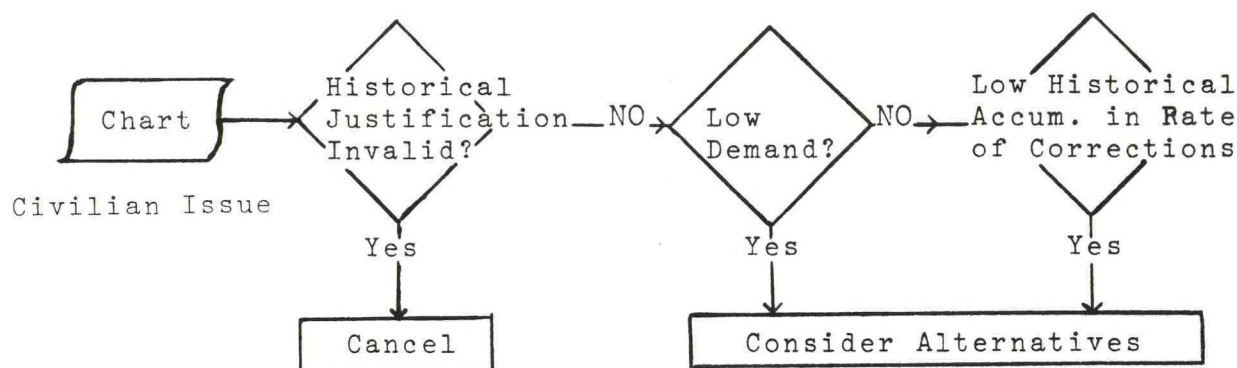 Chart
Civilian Issue
Historical
Justification
Invalid?
NO
Low
Demand?
NO
Low Historical
Accum. in Rate
of Corrections
Yes
Yes
Yes
Cancel
Consider Alternatives